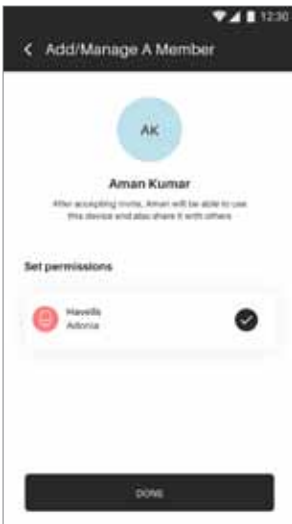 12:30
Add/Manage A Member
AK
Aman Kumar
After accepting invite, Aman will be able to use
this device and also share it with others
Set permissions
Havells
Adonia
DONE